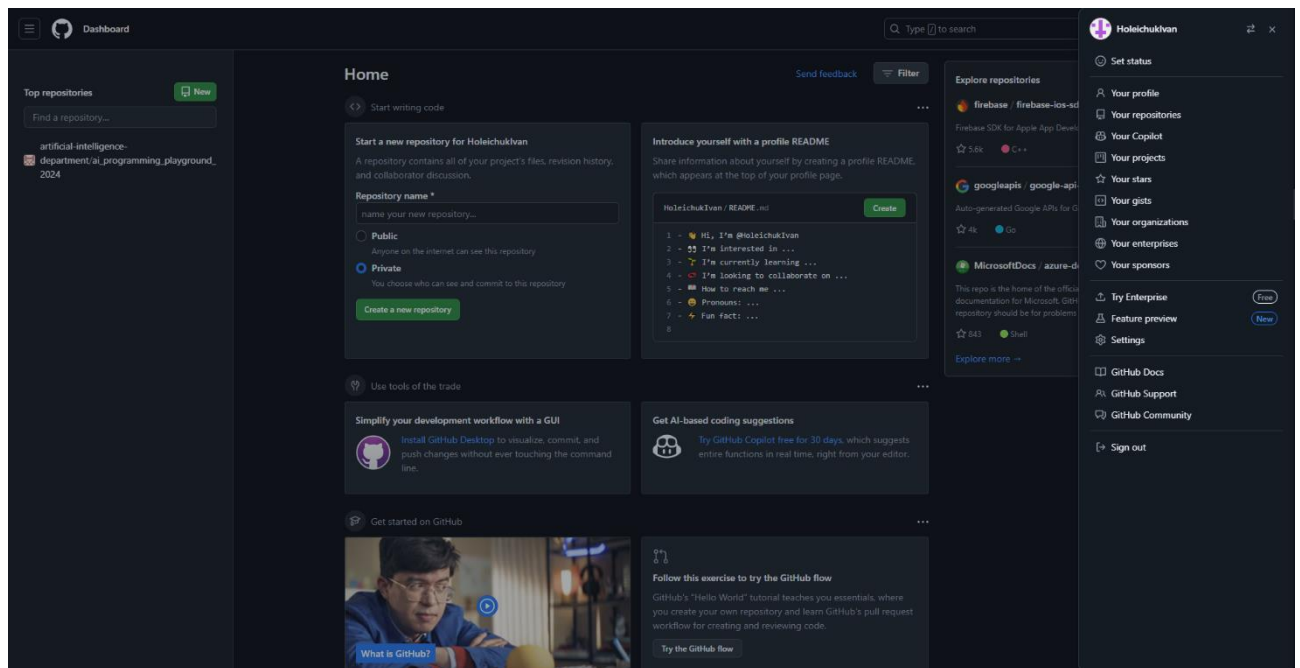 Dashboard
Type / to search
Top repositories
New
Find a repository...
artificial-intelligence-
department/ai_programming_playground_
2024
Home
Send feedback
Filter
Start writing code
Start a new repository for HoleichukIvan
A repository contains all of your project's files, revision history,
and collaborator discussion.
Repository name *
name your new repository...
Public
Anyone on the internet can see this repository
Private
You choose who can see and commit to this repository
Create a new repository
Introduce yourself with a profile README
Share information about yourself by creating a profile README,
which appears at the top of your profile page.
HoleichukIvan / README.md
Create
1 - 👋 Hi, I'm @HoleichukIvan
2 - 👀 I'm interested in ...
3 - 🌱 I'm currently learning ...
4 - 💞️ I'm looking to collaborate on ...
5 - 📫 How to reach me ...
6 - 😄 Pronouns: ...
7 - ⚡ Fun fact: ...
8
Use tools of the trade
Simplify your development workflow with a GUI
Install GitHub Desktop to visualize, commit, and
push changes without ever touching the command
line.
Get AI-based coding suggestions
Try GitHub Copilot free for 30 days, which suggests
entire functions in real time, right from your editor.
Get started on GitHub
What is GitHub?
Follow this exercise to try the GitHub flow
GitHub's "Hello World" tutorial teaches you essentials, where
you create your own repository and learn GitHub's pull request
workflow for creating and reviewing code.
Try the GitHub flow
Explore repositories
firebase / firebase-ios-sd
Firebase SDK for Apple App Develo
5.6k C++
googleapis / google-api-
Auto-generated Google APIs for G
4k Go
MicrosoftDocs / azure-d
This repo is the home of the officia
documentation for Microsoft. GitH
repository should be for problems
843 Shell
Explore more →
HoleichukIvan
Set status
Your profile
Your repositories
Your Copilot
Your projects
Your stars
Your gists
Your organizations
Your enterprises
Your sponsors
Try Enterprise
Free
Feature preview
New
Settings
GitHub Docs
GitHub Support
GitHub Community
Sign out